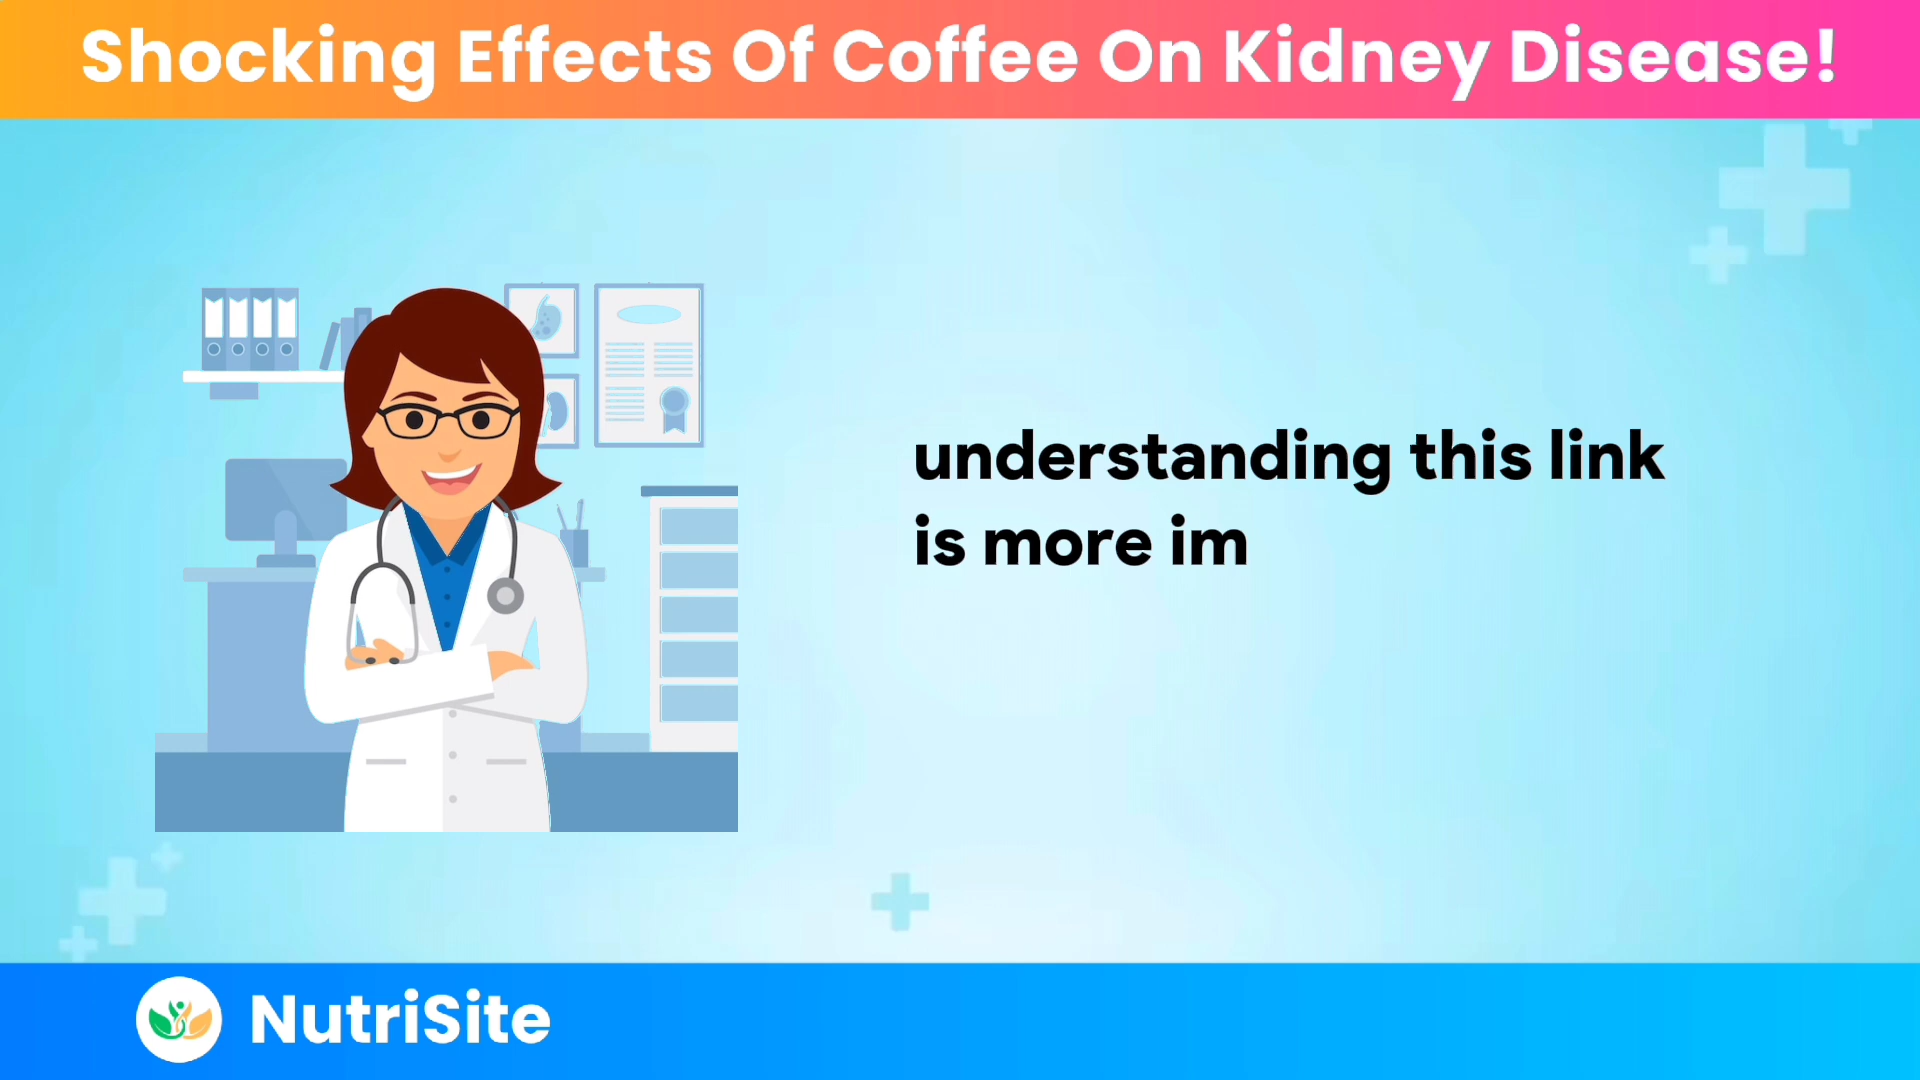 Shocking Effects Of Coffee On Kidney Disease!
understanding this link
is more im
NutriSite